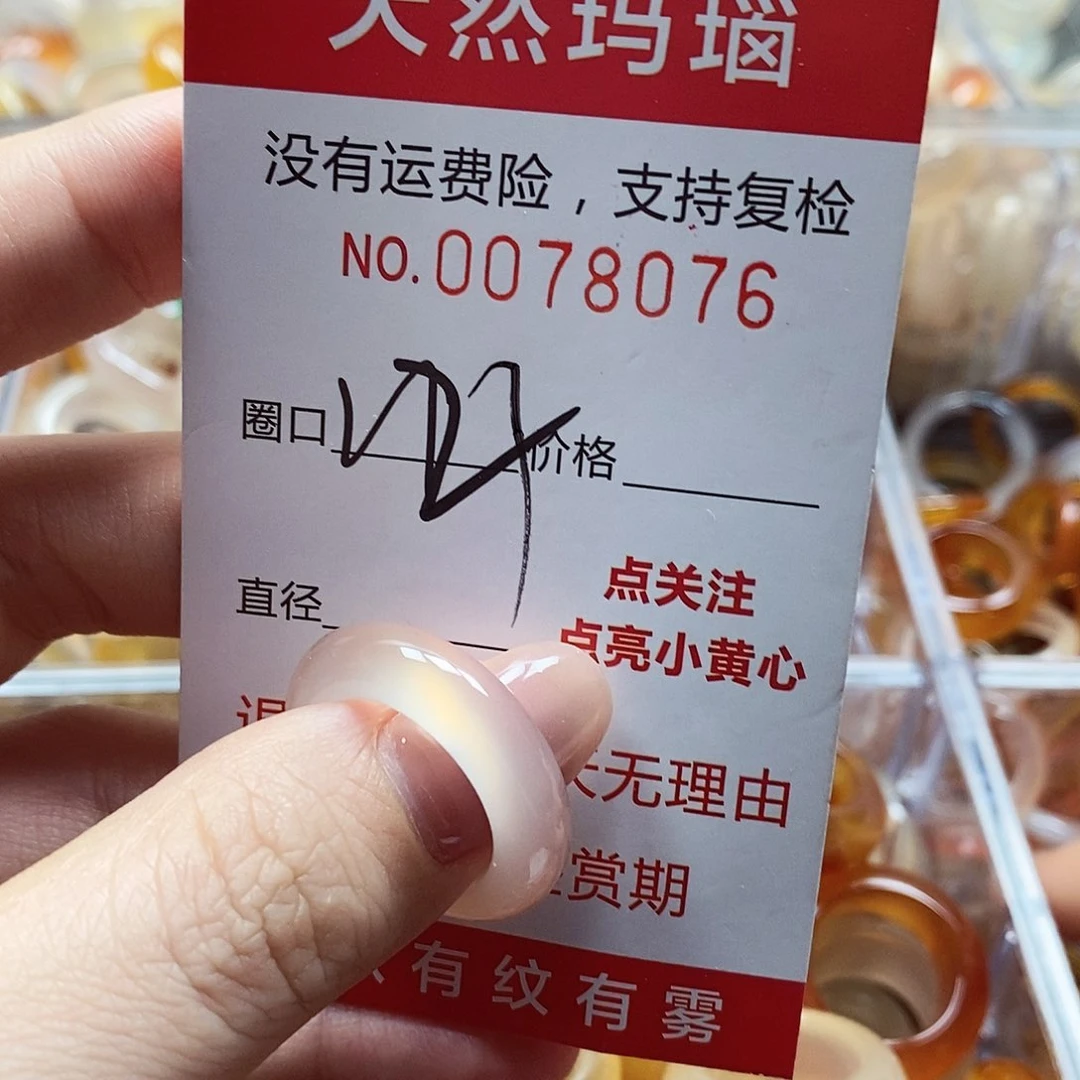 天然玛瑙
没有运费险，支持复检
NO.0078076
圈口 价格
直径
点关注
点亮小黄心
无理由
赏期
有纹有雾